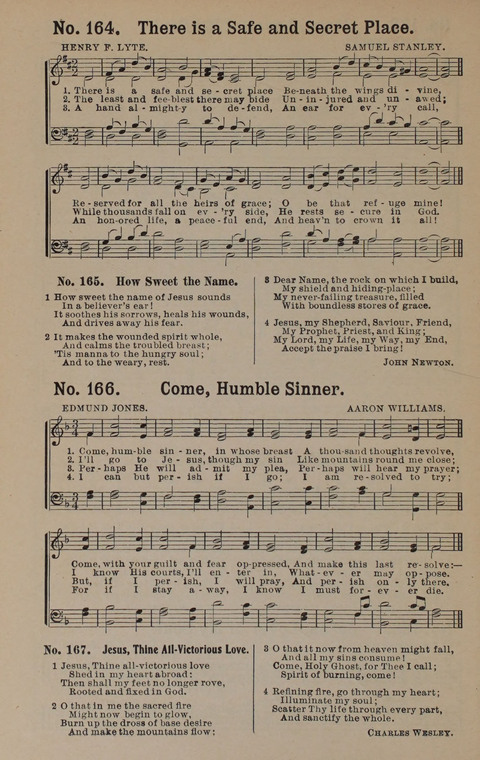 No. 164. There is a Safe and Secret Place.
HENRY F. LYTE. SAMUEL STANLEY.
1. There is a safe and se - cret place Be-neath the wings di - vine,
2. The least and fee-blest there may bide Un - in - jured and un - awed;
3. A hand al - might-y to de-fend, An ear for ev - 'ry call,
Re - served for all the heirs of grace; O be that ref - uge mine!
While thousands fall on ev - 'ry side, He rests se - cure in God.
An hon-ored life, a peace-ful end, And heav'n to crown it all!
No. 165. How Sweet the Name.
1 How sweet the name of Jesus sounds
In a believer's ear!
It soothes his sorrows, heals his wounds,
And drives away his fear.
2 It makes the wounded spirit whole,
And calms the troubled breast;
'Tis manna to the hungry soul;
And to the weary, rest.
3 Dear Name, the rock on which I build,
My shield and hiding-place;
My never-failing treasure, filled
With boundless stores of grace.
4 Jesus, my Shepherd, Saviour, Friend,
My Prophet, Priest, and King;
My Lord, my Life, my Way, my End,
Accept the praise I bring!
JOHN NEWTON.
No. 166. Come, Humble Sinner.
EDMUND JONES. AARON WILLIAMS.
1. Come, hum-ble sin - ner, in whose breast A thou-sand thoughts revolve,
2. I'll go to Je - sus, though my sin Like mountains round me close;
3. Per - haps He will ad - mit my plea, Per-haps will hear my prayer;
4. I can but per-ish if I go; I am re-solved to try;
Come, with your guilt and fear op-pressed, And make this last re - solve:—
I know His courts, I'll en - ter in, What - ev - er may op-pose.
But, if I per - ish, I will pray, And per - ish on - ly there.
For if I stay a - way, I know I must for - ev - er die.
No. 167. Jesus, Thine All-Victorious Love.
1 Jesus, Thine all-victorious love
Shed in my heart abroad:
Then shall my feet no longer rove,
Rooted and fixed in God.
2 O that in me the sacred fire
Might now begin to glow,
Burn up the dross of base desire
And make the mountains flow:
3 O that it now from heaven might fall,
And all my sins consume!
Come, Holy Ghost, for Thee I call;
Spirit of burning, come!
4 Refining fire, go through my heart;
Illuminate my soul;
Scatter Thy life through every part,
And sanctify the whole.
CHARLES WESLEY.